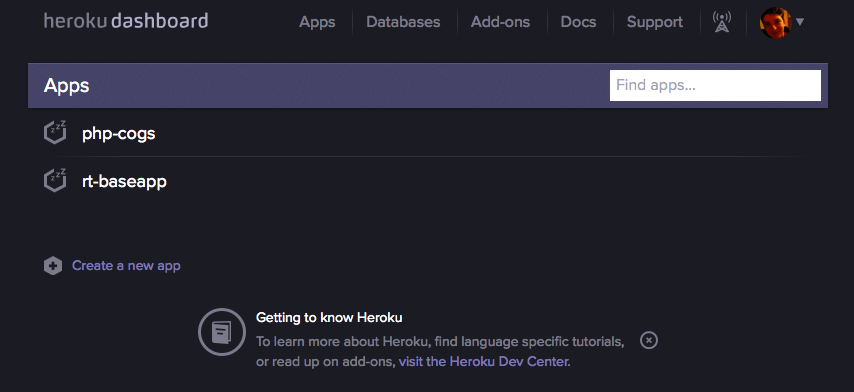 heroku dashboard
Apps
Databases
Add-ons
Docs
Support
Apps
Find apps...
zzZ
php-cogs
zzZ
rt-baseapp
Create a new app
Getting to know Heroku
To learn more about Heroku, find language specific tutorials,
or read up on add-ons, visit the Heroku Dev Center.